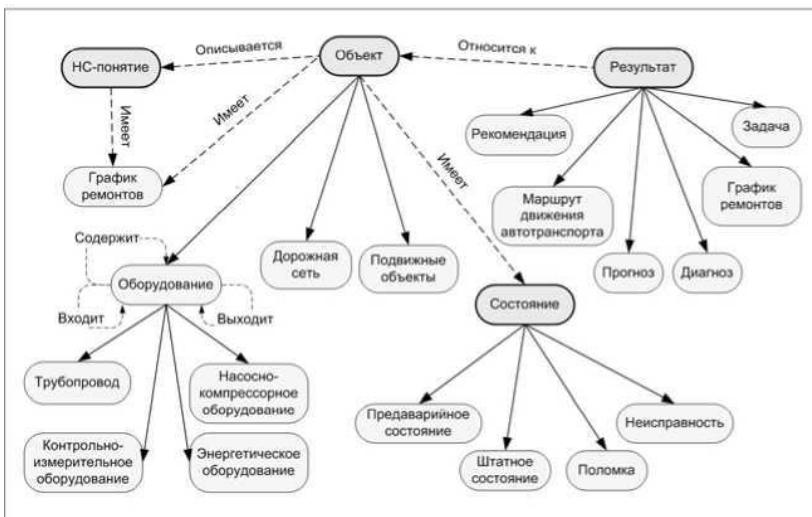 Описывается
Объект
Относится к
НС-понятие
Результат
Имеет
Имеет
Имеет
Рекомендация
Задача
График
ремонтов
Маршрут
движения
автотранспорта
График
ремонтов
Содержит
Дорожная
сеть
Подвижные
объекты
Прогноз
Диагноз
Оборудование
Состояние
Входит
Выходит
Трубопровод
Насосно-
компрессорное
оборудование
Предаварийное
состояние
Неисправность
Контрольно-
измерительное
оборудование
Энергетическое
оборудование
Штатное
состояние
Поломка